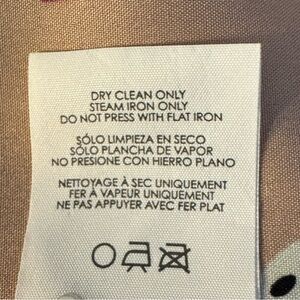 DRY CLEAN ONLY
STEAM IRON ONLY
DO NOT PRESS WITH FLAT IRON
SÓLO LIMPIEZA EN SECO
SÓLO PLANCHA DE VAPOR
NO PRESIONE CON HIERRO PLANO
NETTOYAGE À SEC UNIQUEMENT
FER À VAPEUR UNIQUEMENT
NE PAS APPUYER AVEC FER PLAT